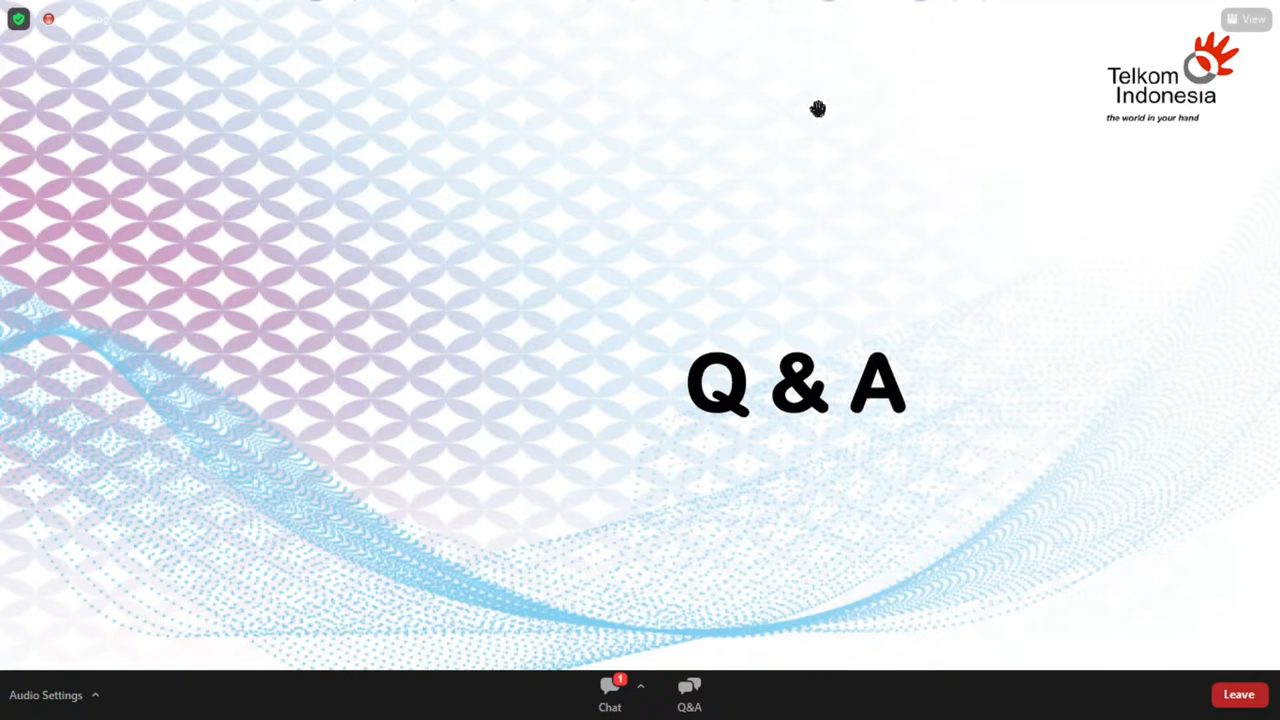 View
Telkom
Indonesia
the world in your hand
Q & A
Audio Settings
1
Chat
Q&A
Leave